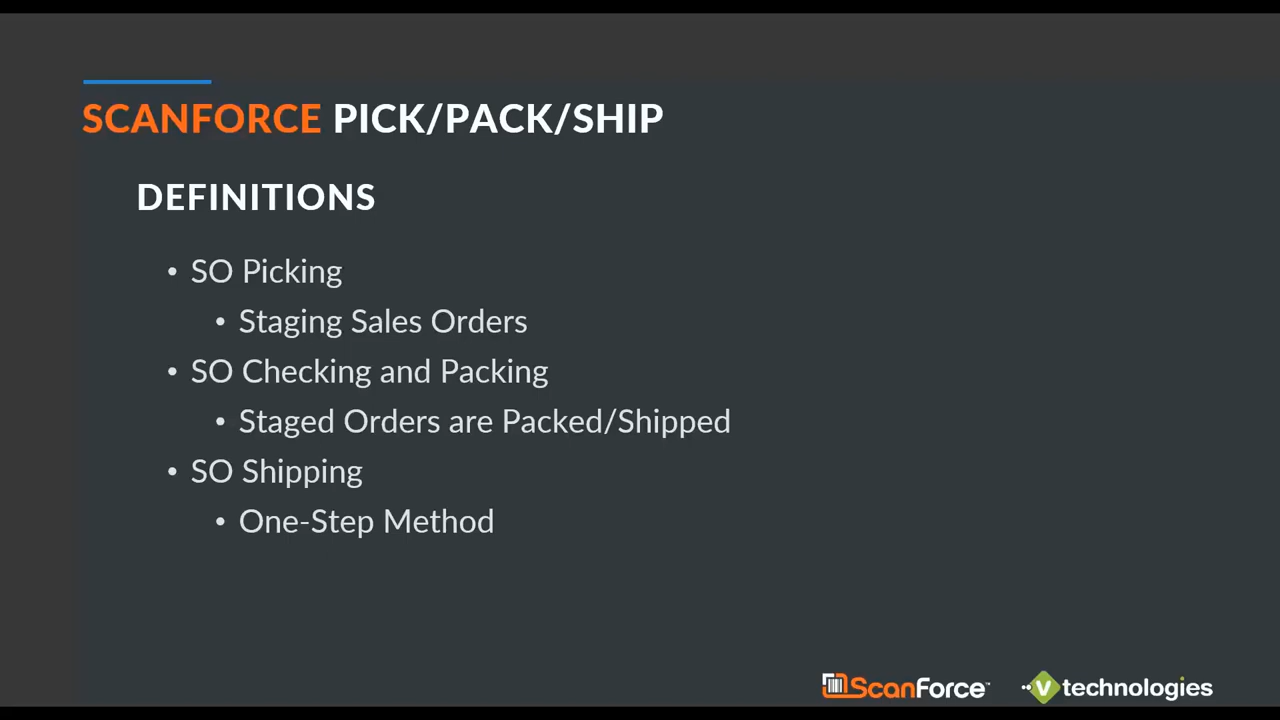 SCANFORCE PICK/PACK/SHIP
DEFINITIONS
• SO Picking
• Staging Sales Orders
• SO Checking and Packing
• Staged Orders are Packed/Shipped
• SO Shipping
• One-Step Method
ScanForce™ V technologies